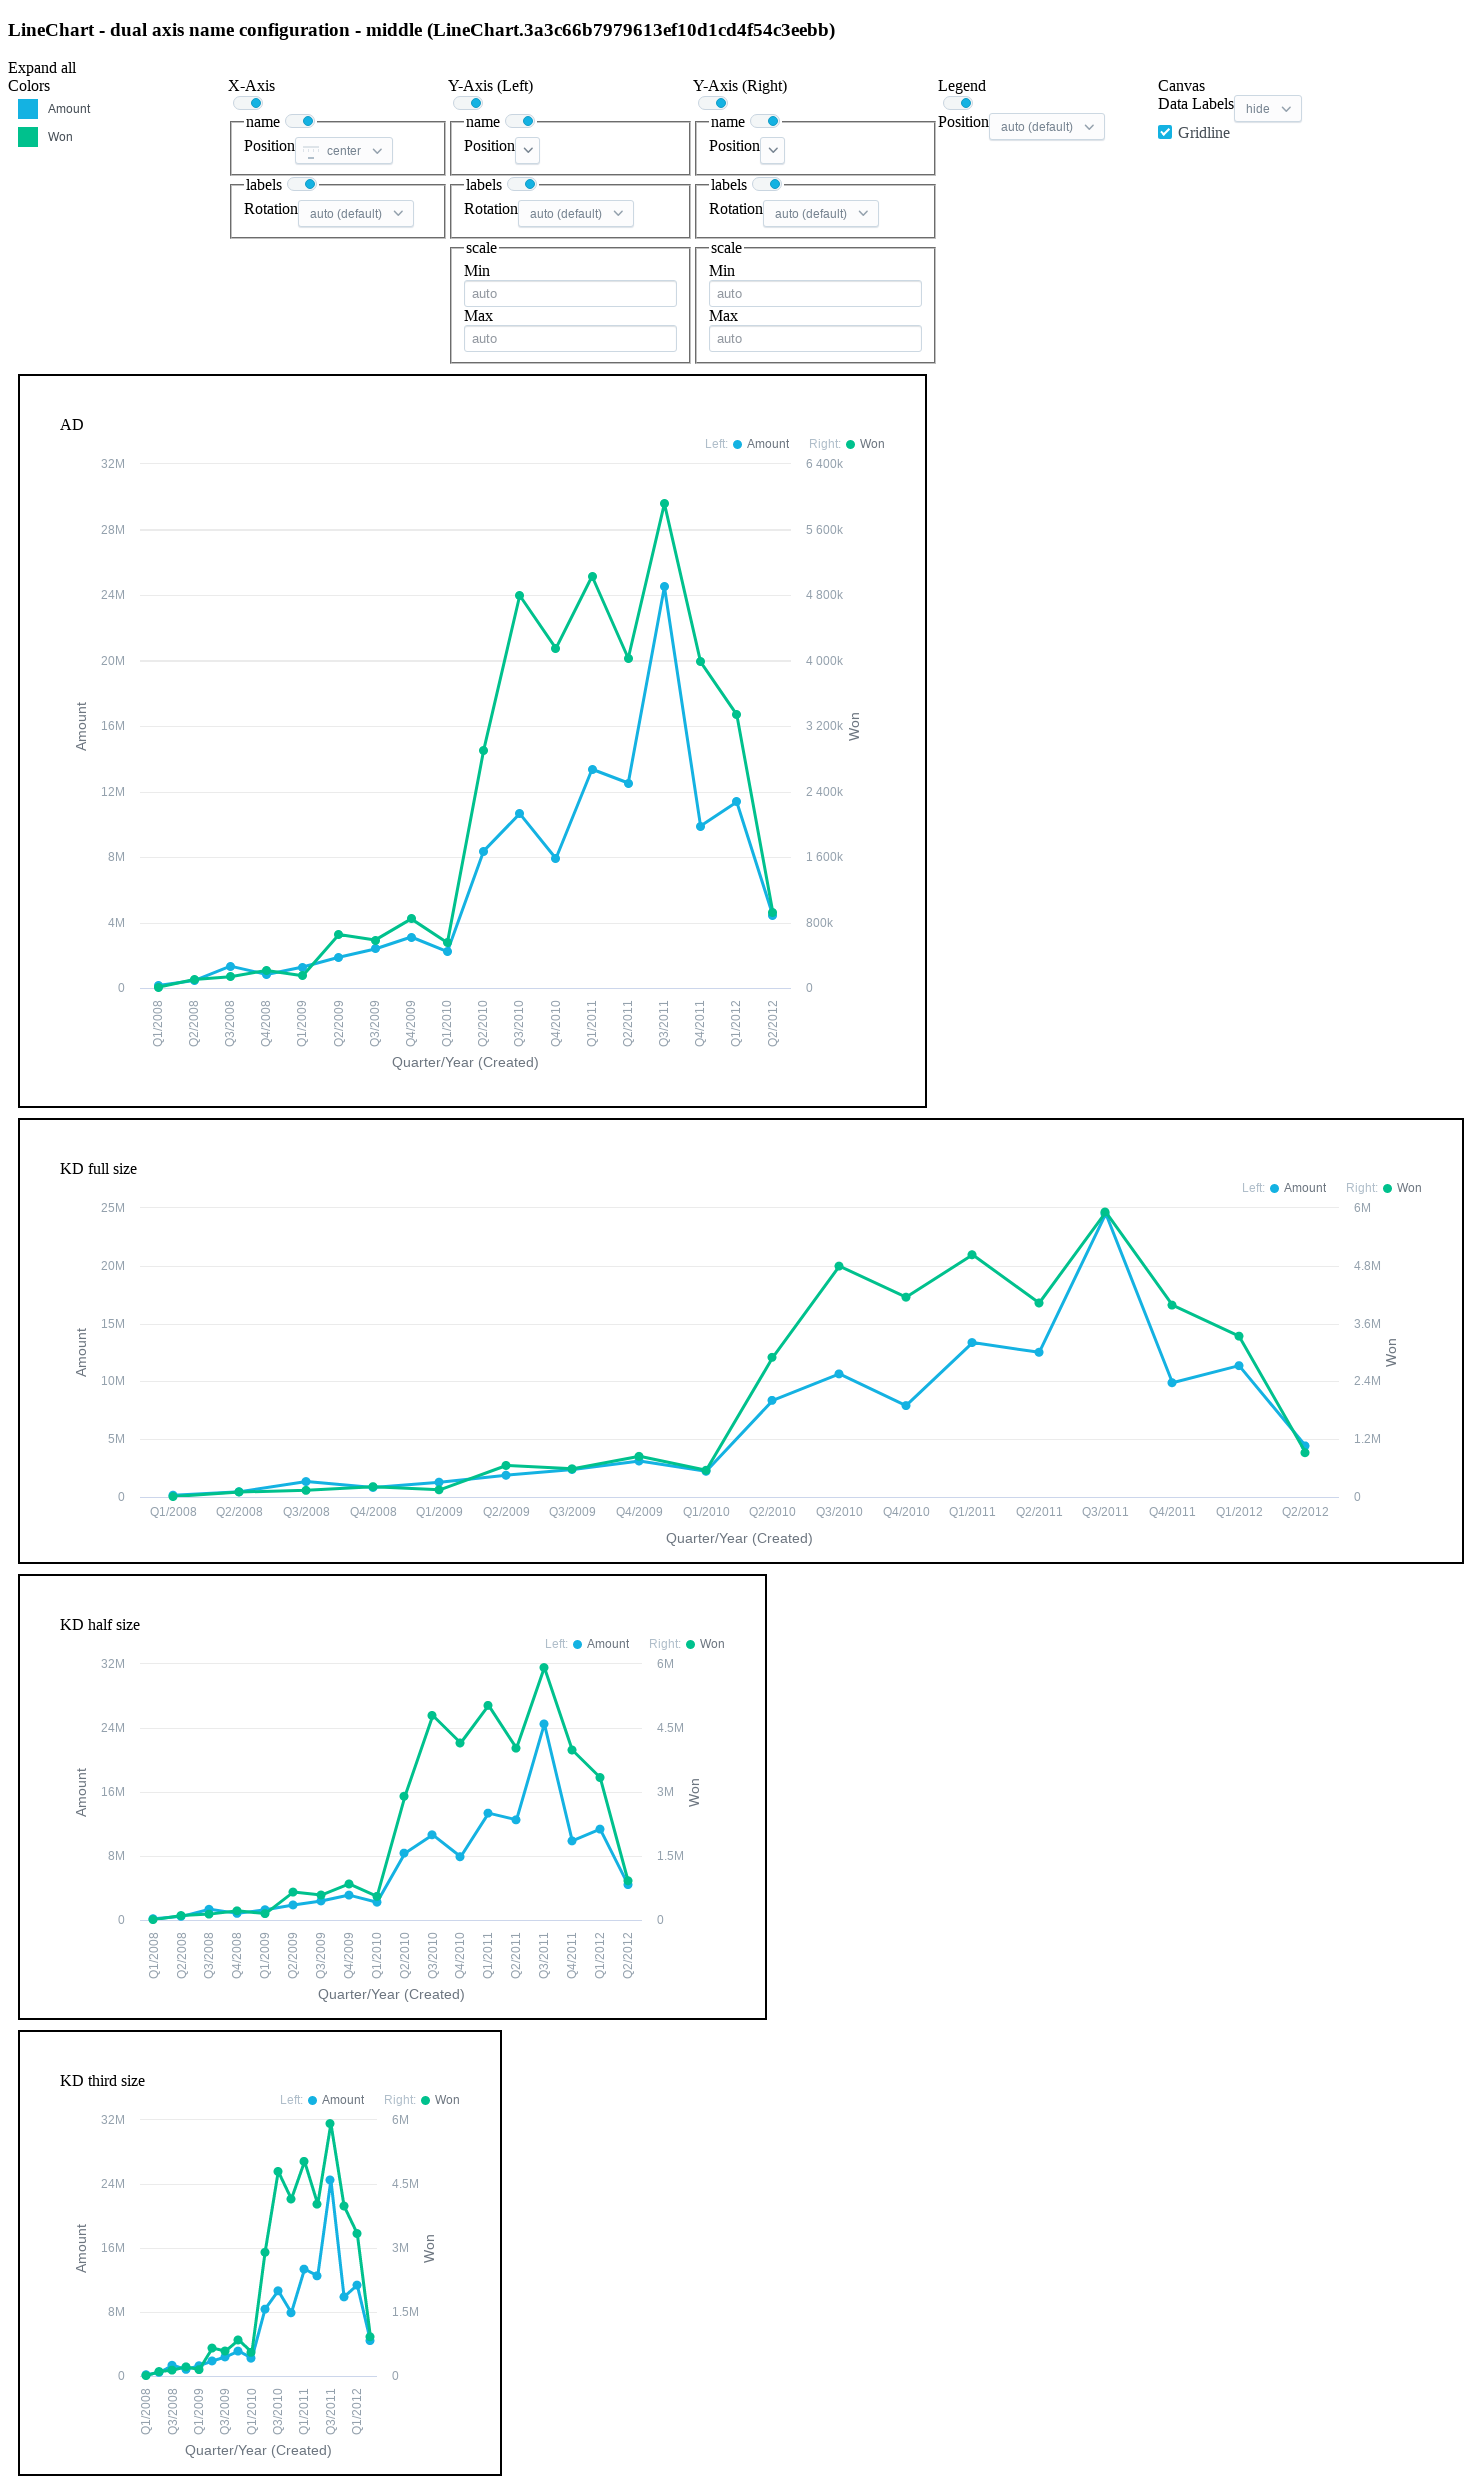 LineChart - dual axis name configuration - middle (LineChart.3a3c66b7979613ef10d1cd4f54c3eebb)
Expand all
Colors
Amount
Won
X-Axis
name
Position center
labels
Rotation auto (default)
Y-Axis (Left)
name
Position
labels
Rotation auto (default)
scale
Min
auto
Max
auto
Y-Axis (Right)
name
Position
labels
Rotation auto (default)
scale
Min
auto
Max
auto
Legend
Position auto (default)
Canvas
Data Labels hide
Gridline
AD
Left: Amount Right: Won
32M 6 400k
28M 5 600k
24M 4 800k
20M 4 000k
16M 3 200k
12M 2 400k
8M 1 600k
4M 800k
0 0
Amount
Won
Q1/2008 Q2/2008 Q3/2008 Q4/2008 Q1/2009 Q2/2009 Q3/2009 Q4/2009 Q1/2010 Q2/2010 Q3/2010 Q4/2010 Q1/2011 Q2/2011 Q3/2011 Q4/2011 Q1/2012 Q2/2012
Quarter/Year (Created)
KD full size
Left: Amount Right: Won
25M 6M
20M 4.8M
15M 3.6M
10M 2.4M
5M 1.2M
0 0
Amount
Won
Q1/2008 Q2/2008 Q3/2008 Q4/2008 Q1/2009 Q2/2009 Q3/2009 Q4/2009 Q1/2010 Q2/2010 Q3/2010 Q4/2010 Q1/2011 Q2/2011 Q3/2011 Q4/2011 Q1/2012 Q2/2012
Quarter/Year (Created)
KD half size
Left: Amount Right: Won
32M 6M
24M 4.5M
16M 3M
8M 1.5M
0 0
Amount
Won
Q1/2008 Q2/2008 Q3/2008 Q4/2008 Q1/2009 Q2/2009 Q3/2009 Q4/2009 Q1/2010 Q2/2010 Q3/2010 Q4/2010 Q1/2011 Q2/2011 Q3/2011 Q4/2011 Q1/2012 Q2/2012
Quarter/Year (Created)
KD third size
Left: Amount Right: Won
32M 6M
24M 4.5M
16M 3M
8M 1.5M
0 0
Amount
Won
Q1/2008 Q3/2008 Q1/2009 Q3/2009 Q1/2010 Q3/2010 Q1/2011 Q3/2011 Q1/2012
Quarter/Year (Created)